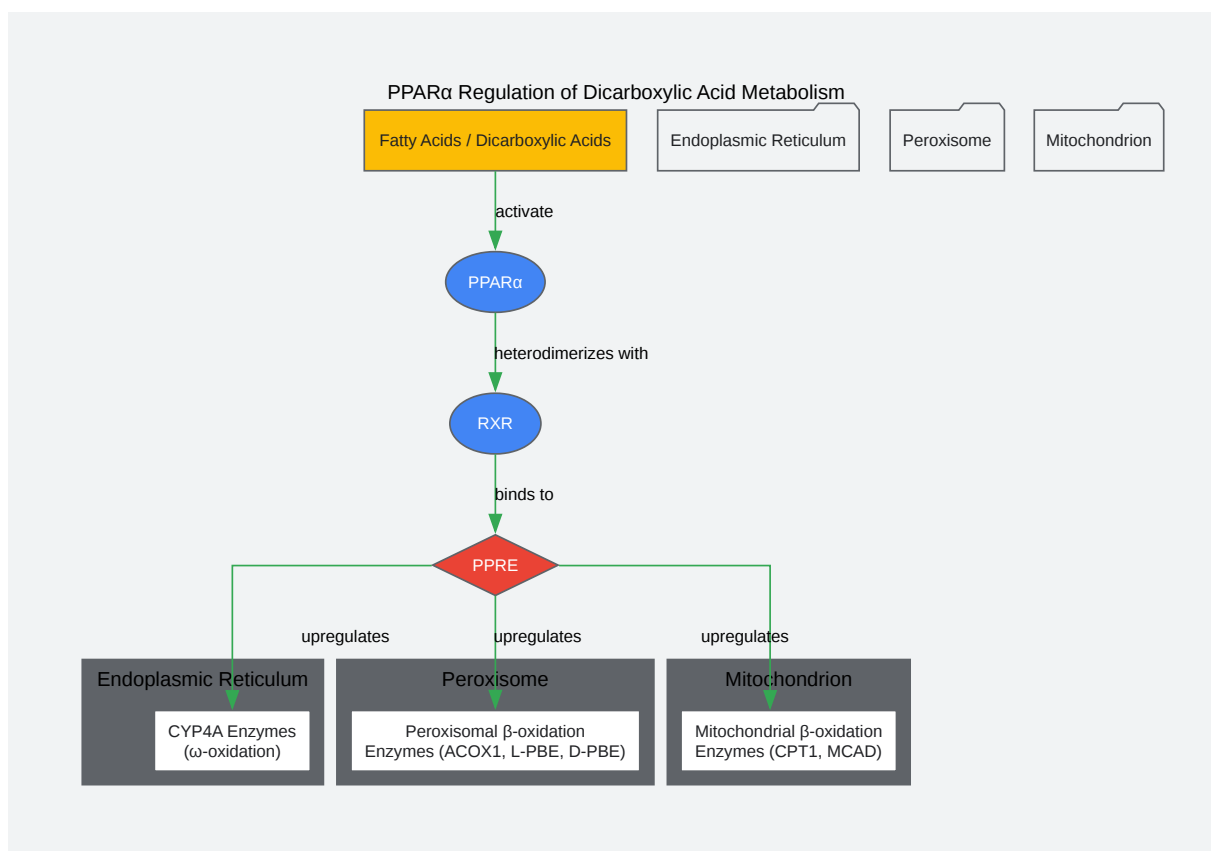 PPARα Regulation of Dicarboxylic Acid Metabolism
Fatty Acids / Dicarboxylic Acids
Endoplasmic Reticulum
Peroxisome
Mitochondrion
activate
PPARα
heterodimerizes with
RXR
binds to
PPRE
upregulates
upregulates
upregulates
Endoplasmic Reticulum
Peroxisome
Mitochondrion
CYP4A Enzymes
(ω-oxidation)
Peroxisomal β-oxidation
Enzymes (ACOX1, L-PBE, D-PBE)
Mitochondrial β-oxidation
Enzymes (CPT1, MCAD)